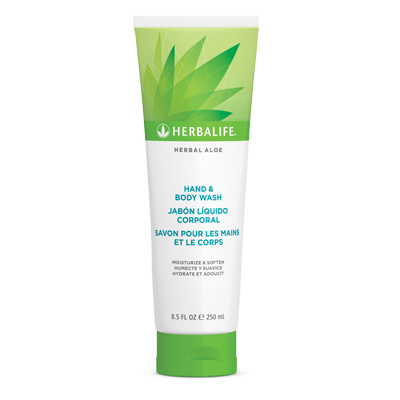 HERBALIFE.
HERBAL ALOE
HAND &
BODY WASH
JABÓN LÍQUIDO
CORPORAL
SAVON POUR LES MAINS
ET LE CORPS
MOISTURIZE & SOFTEN
HUMECTE Y SUAVICE
HYDRATE ET ADOUCIT
8.5 FL OZ ℮ 250 mL